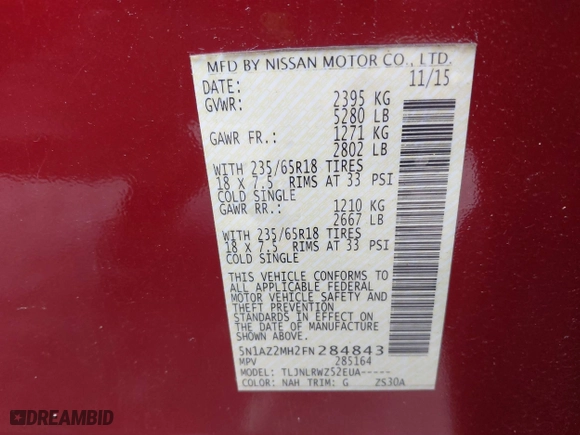 MFD BY NISSAN MOTOR CO., LTD.
DATE: 11/15
GVWR: 2395 KG
5280 LB
GAWR FR.: 1271 KG
2802 LB
WITH 235/65R18 TIRES
18 X 7.5 RIMS AT 33 PSI
COLD SINGLE
GAWR RR.: 1210 KG
2667 LB
WITH 235/65R18 TIRES
18 X 7.5 RIMS AT 33 PSI
COLD SINGLE
THIS VEHICLE CONFORMS TO
ALL APPLICABLE FEDERAL
MOTOR VEHICLE SAFETY AND
THEFT PREVENTION
STANDARDS IN EFFECT ON
THE DATE OF MANUFACTURE
SHOWN ABOVE.
5N1AZ2MH2FN284843
MPV 285164
MODEL: TLJNLRWZ52EUA-----
COLOR: NAH TRIM: G Z530A
DREAMBID